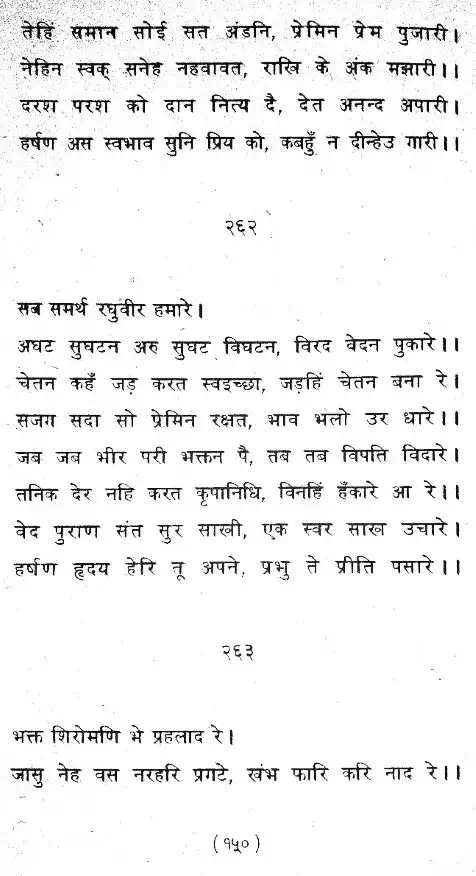 तेहिं समान सोई सत अंडनि, प्रेमिन प्रेम पुजारी।
नेहिन स्वक् सनेह नहवावत, राखि के अंक मझारी।।
दरश परश को दान नित्य दै, देत अनन्द अपारी।
हर्षण अस स्वभाव सुनि प्रिय को, कबहुँ न दीन्हेउ गारी।।
२६२
सब समर्थ रघुवीर हमारे।
अघट सुघटन अरु सुघट विघटन, विरद वेदन पुकारे।।
चेतन कहँ जड़ करत स्वइच्छा, जड़हिं चेतन बना रे।
सजग सदा सो प्रेमिन रक्षत, भाव भलो उर धारे।।
जब जब भीर परी भक्तन पै, तब तब विपति विदारे।
तनिक देर नहि करत कृपानिधि, विनहिं हँकारे आ रे।।
वेद पुराण संत सुर साखी, एक स्वर साख उचारे।
हर्षण हृदय हेरि तू अपने, प्रभु ते प्रीति पसारे।।
२६३
भक्त शिरोमणि भे प्रहलाद रे।
जासु नेह वस नरहरि प्रगटे, खंभ फारि करि नाद रे।।
(१५०)